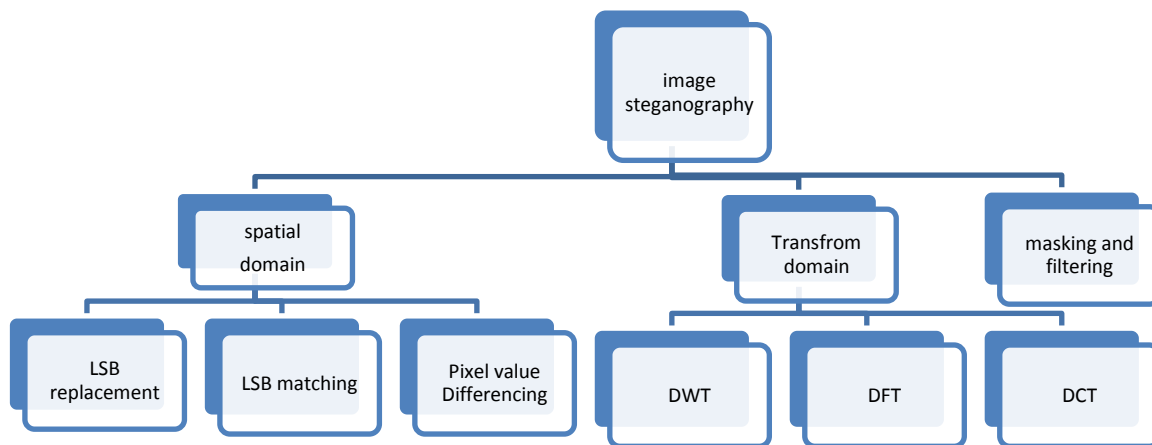 image
steganography
spatial
domain
Transfrom
domain
masking and
filtering
LSB
replacement
LSB matching
Pixel value
Differencing
DWT
DFT
DCT